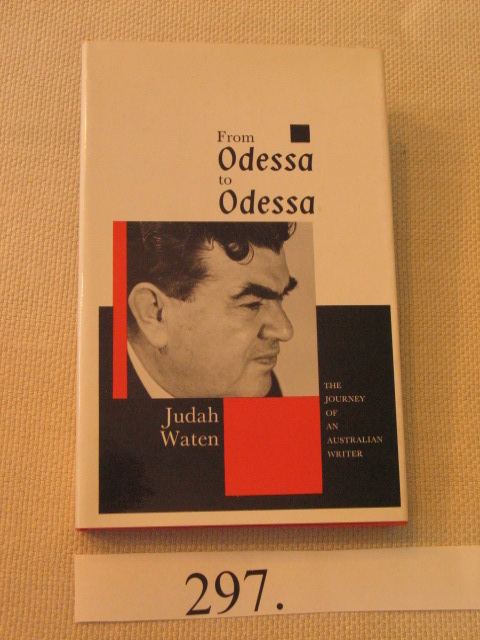 From
Odessa
to
Odessa
Judah
Waten
THE
JOURNEY
OF
AN
AUSTRALIAN
WRITER
297.